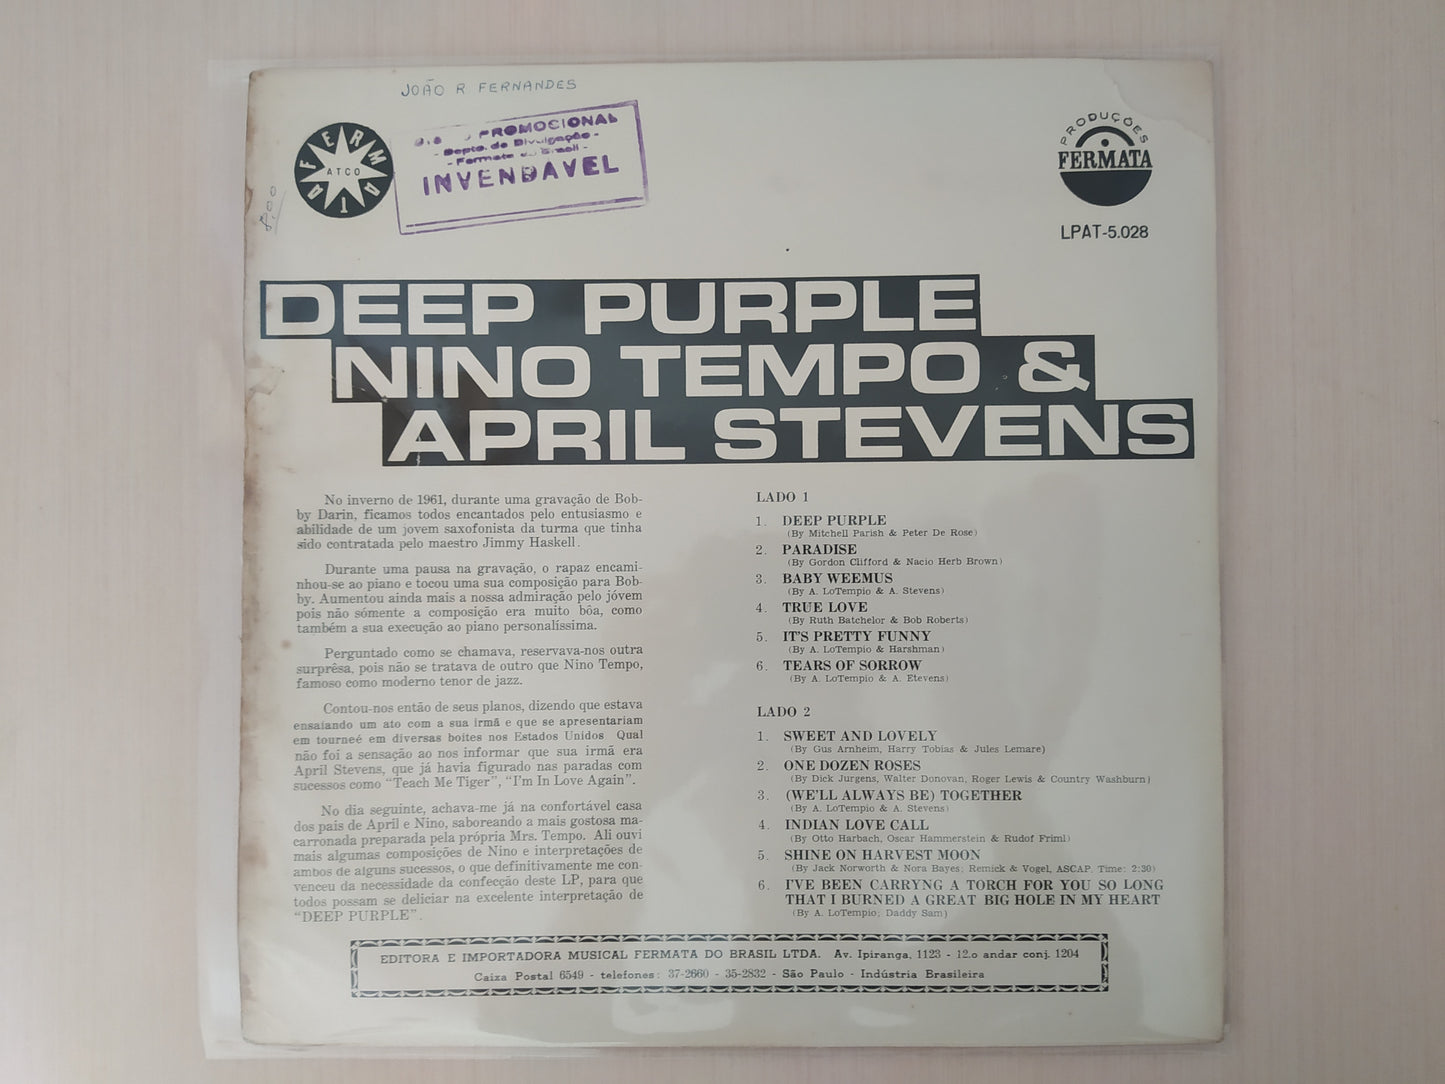 JOÃO R FERNANDES
PROMOCIONAL
- Depto. de Divulgação -
- Fermata do Brasil -
INVENDAVEL
FERMATA
ATCO
8,00
PRODUÇÕES
FERMATA
LPAT-5.028
DEEP PURPLE
NINO TEMPO &
APRIL STEVENS
No inverno de 1961, durante uma gravação de Bob-
by Darin, ficamos todos encantados pelo entusiasmo e
abilidade de um jovem saxofonista da turma que tinha
sido contratada pelo maestro Jimmy Haskell.
Durante uma pausa na gravação, o rapaz encami-
nhou-se ao piano e tocou uma sua composição para Bob-
by. Aumentou ainda mais a nossa admiração pelo jóvem
pois não sómente a composição era muito bôa, como
também a sua execução ao piano personalíssima.
Perguntado como se chamava, reservava-nos outra
surprêsa, pois não se tratava de outro que Nino Tempo,
famoso como moderno tenor de jazz.
Contou-nos então de seus planos, dizendo que estava
ensaiando um ato com a sua irmã e que se apresentariam
em tourneé em diversas boites nos Estados Unidos Qual
não foi a sensação ao nos informar que sua irmã era
April Stevens, que já havia figurado nas paradas com
sucessos como "Teach Me Tiger", "I'm In Love Again".
No dia seguinte, achava-me já na confortável casa
dos pais de April e Nino, saboreando a mais gostosa ma-
carronada preparada pela própria Mrs. Tempo. Ali ouvi
mais algumas composições de Nino e interpretações de
ambos de alguns sucessos, o que definitivamente me con-
venceu da necessidade da confecção deste LP, para que
todos possam se deliciar na excelente interpretação de
"DEEP PURPLE".
LADO 1
1. DEEP PURPLE
(By Mitchell Parish & Peter De Rose)
2. PARADISE
(By Gordon Clifford & Nacio Herb Brown)
3. BABY WEEMUS
(By A. LoTempio & A. Stevens)
4. TRUE LOVE
(By Ruth Batchelor & Bob Roberts)
5. IT'S PRETTY FUNNY
(By A. LoTempio & Harshman)
6. TEARS OF SORROW
(By A. LoTempio & A. Etevens)
LADO 2
1. SWEET AND LOVELY
(By Gus Arnheim, Harry Tobias & Jules Lemare)
2. ONE DOZEN ROSES
(By Dick Jurgens, Walter Donovan, Roger Lewis & Country Washburn)
3. (WE'LL ALWAYS BE) TOGETHER
(By A. LoTempio & A. Stevens)
4. INDIAN LOVE CALL
(By Otto Harbach, Oscar Hammerstein & Rudof Friml)
5. SHINE ON HARVEST MOON
(By Jack Norworth & Nora Bayes; Remick & Vogel, ASCAP. Time: 2:30)
6. I'VE BEEN CARRYNG A TORCH FOR YOU SO LONG
THAT I BURNED A GREAT BIG HOLE IN MY HEART
(By A. LoTempio; Daddy Sam)
EDITORA E IMPORTADORA MUSICAL FERMATA DO BRASIL LTDA. Av. Ipiranga, 1123 - 12.o andar conj. 1204
Caixa Postal 6549 - telefones: 37-2660 - 35-2832 - São Paulo - Indústria Brasileira